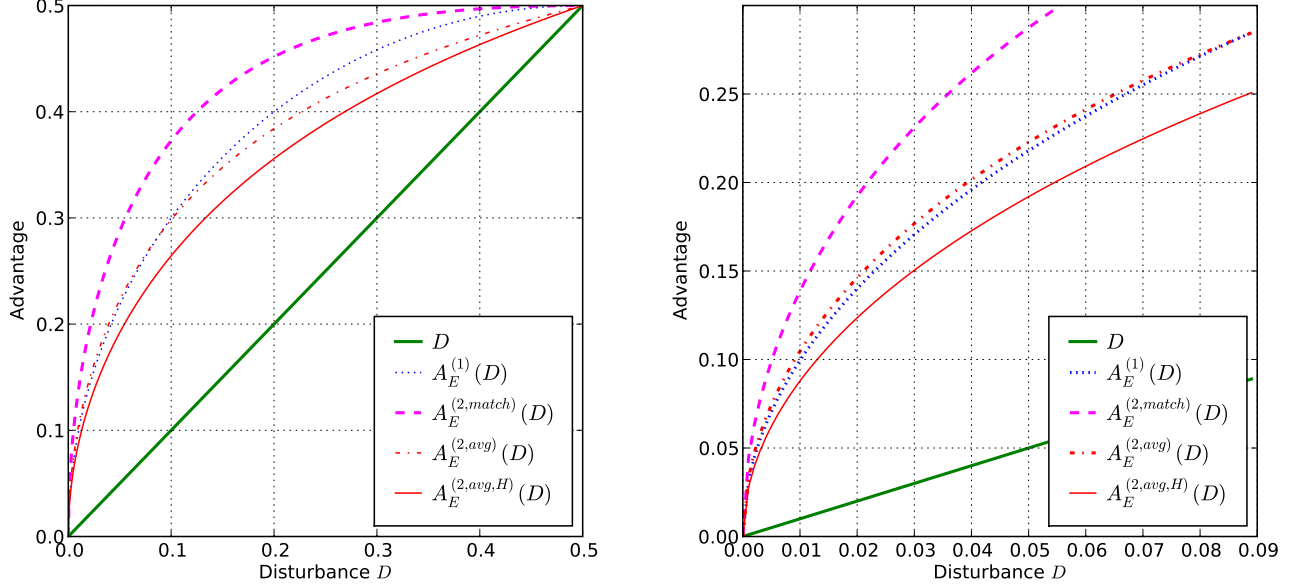 0.5
0.4
0.3
0.2
0.1
0.0
Advantage
0.0 0.1 0.2 0.3 0.4 0.5
Disturbance D
D
A_E^{(1)}(D)
A_E^{(2,match)}(D)
A_E^{(2,avg)}(D)
A_E^{(2,avg,H)}(D)
0.25
0.20
0.15
0.10
0.05
0.00
Advantage
0.00 0.01 0.02 0.03 0.04 0.05 0.06 0.07 0.08 0.09
Disturbance D
D
A_E^{(1)}(D)
A_E^{(2,match)}(D)
A_E^{(2,avg)}(D)
A_E^{(2,avg,H)}(D)